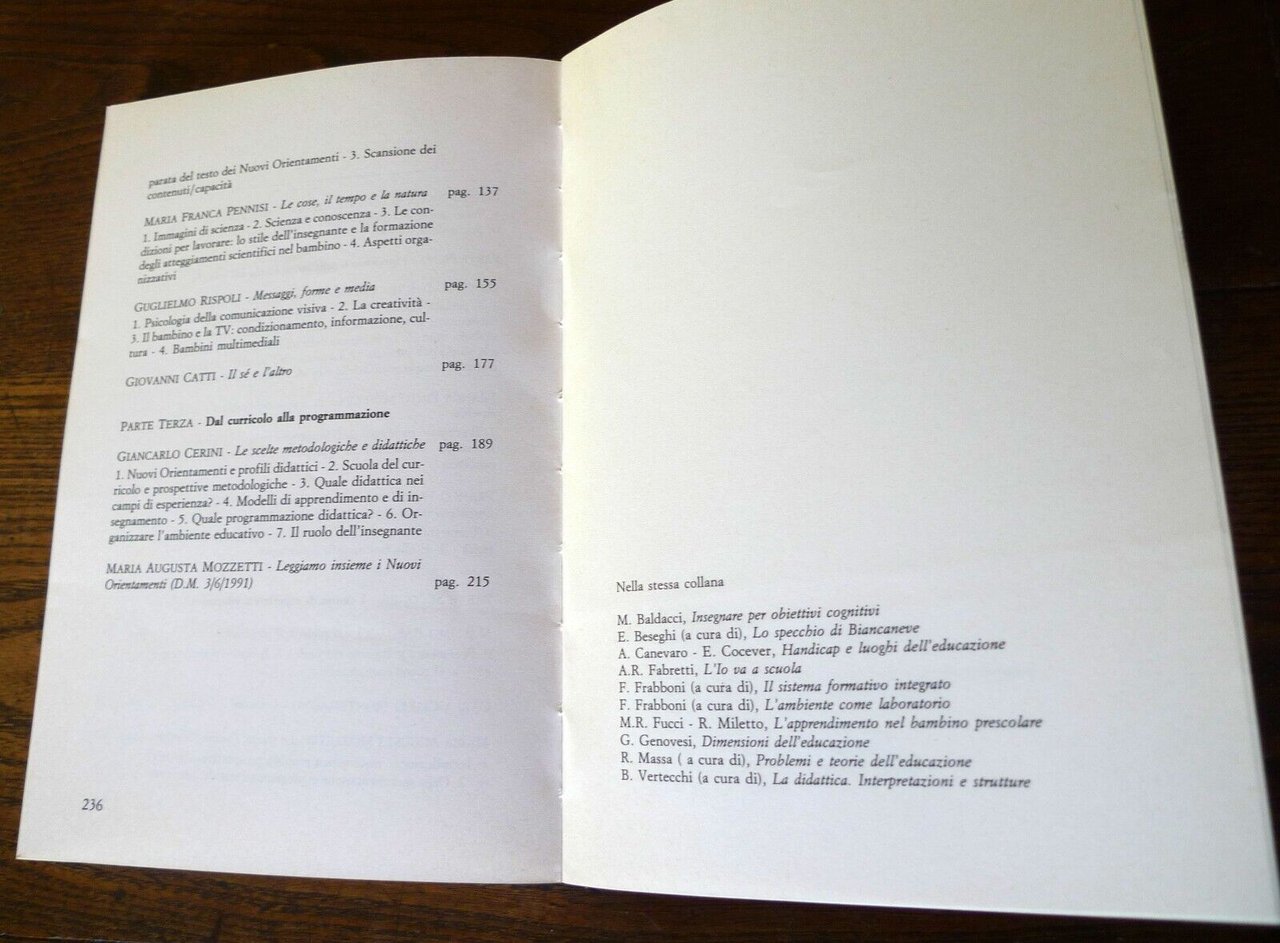 parata del testo dei Nuovi Orientamenti - 3. Scansione dei
contenuti/capacità
MARIA FRANCA PENNISI - Le cose, il tempo e la natura pag. 137
1. Immagini di scienza - 2. Scienza e conoscenza - 3. Le con-
dizioni per lavorare: lo stile dell'insegnante e la formazione
degli atteggiamenti scientifici nel bambino - 4. Aspetti orga-
nizzativi
GUGLIELMO RISPOLI - Messaggi, forme e media pag. 155
1. Psicologia della comunicazione visiva - 2. La creatività -
3. Il bambino e la TV: condizionamento, informazione, cul-
tura - 4. Bambini multimediali
GIOVANNI CATTI - Il sé e l'altro pag. 177
PARTE TERZA - Dal curricolo alla programmazione
GIANCARLO CERINI - Le scelte metodologiche e didattiche pag. 189
1. Nuovi Orientamenti e profili didattici - 2. Scuola del cur-
ricolo e prospettive metodologiche - 3. Quale didattica nei
campi di esperienza? - 4. Modelli di apprendimento e di in-
segnamento - 5. Quale programmazione didattica? - 6. Or-
ganizzare l'ambiente educativo - 7. Il ruolo dell'insegnante
MARIA AUGUSTA MOZZETTI - Leggiamo insieme i Nuovi
Orientamenti (D.M. 3/6/1991) pag. 215
236
Nella stessa collana
M. Baldacci, Insegnare per obiettivi cognitivi
E. Beseghi (a cura di), Lo specchio di Biancaneve
A. Canevaro - E. Cocever, Handicap e luoghi dell'educazione
A.R. Fabretti, L'Io va a scuola
F. Frabboni (a cura di), Il sistema formativo integrato
F. Frabboni (a cura di), L'ambiente come laboratorio
M.R. Fucci - R. Miletto, L'apprendimento nel bambino prescolare
G. Genovesi, Dimensioni dell'educazione
R. Massa ( a cura di), Problemi e teorie dell'educazione
B. Vertecchi (a cura di), La didattica. Interpretazioni e strutture